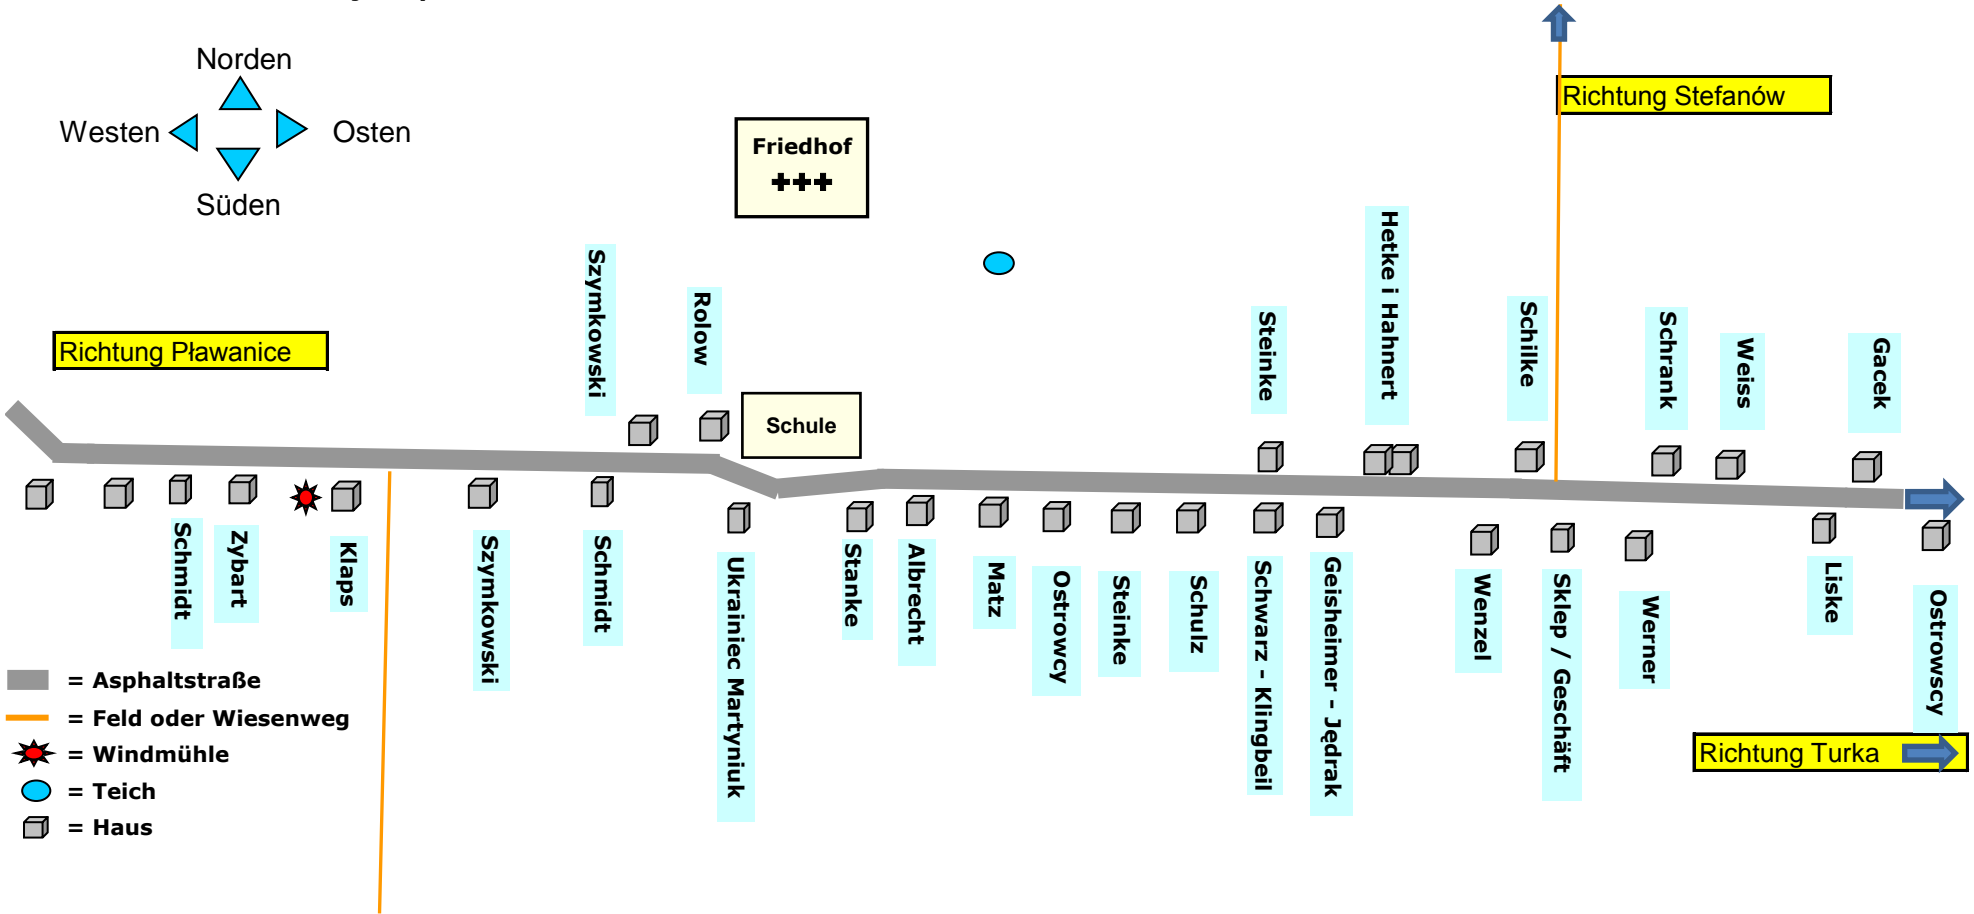 Norden
Westen
Osten
Süden
Friedhof
+++
Richtung Stefanów
Richtung Pławanice
Szymkowski
Rolow
Schule
Steinke
Hetke i Hahnert
Schilke
Schrank
Weiss
Gacek
Schmidt
Zybart
Klaps
Szymkowski
Schmidt
Ukrainiec Martyniuk
Stanke
Albrecht
Matz
Ostrowcy
Steinke
Schulz
Schwarz - Klingbeil
Geisheimer - Jędrak
Wenzel
Sklep / Geschäft
Werner
Liske
Ostrowscy
Richtung Turka
= Asphaltstraße
= Feld oder Wiesenweg
= Windmühle
= Teich
= Haus